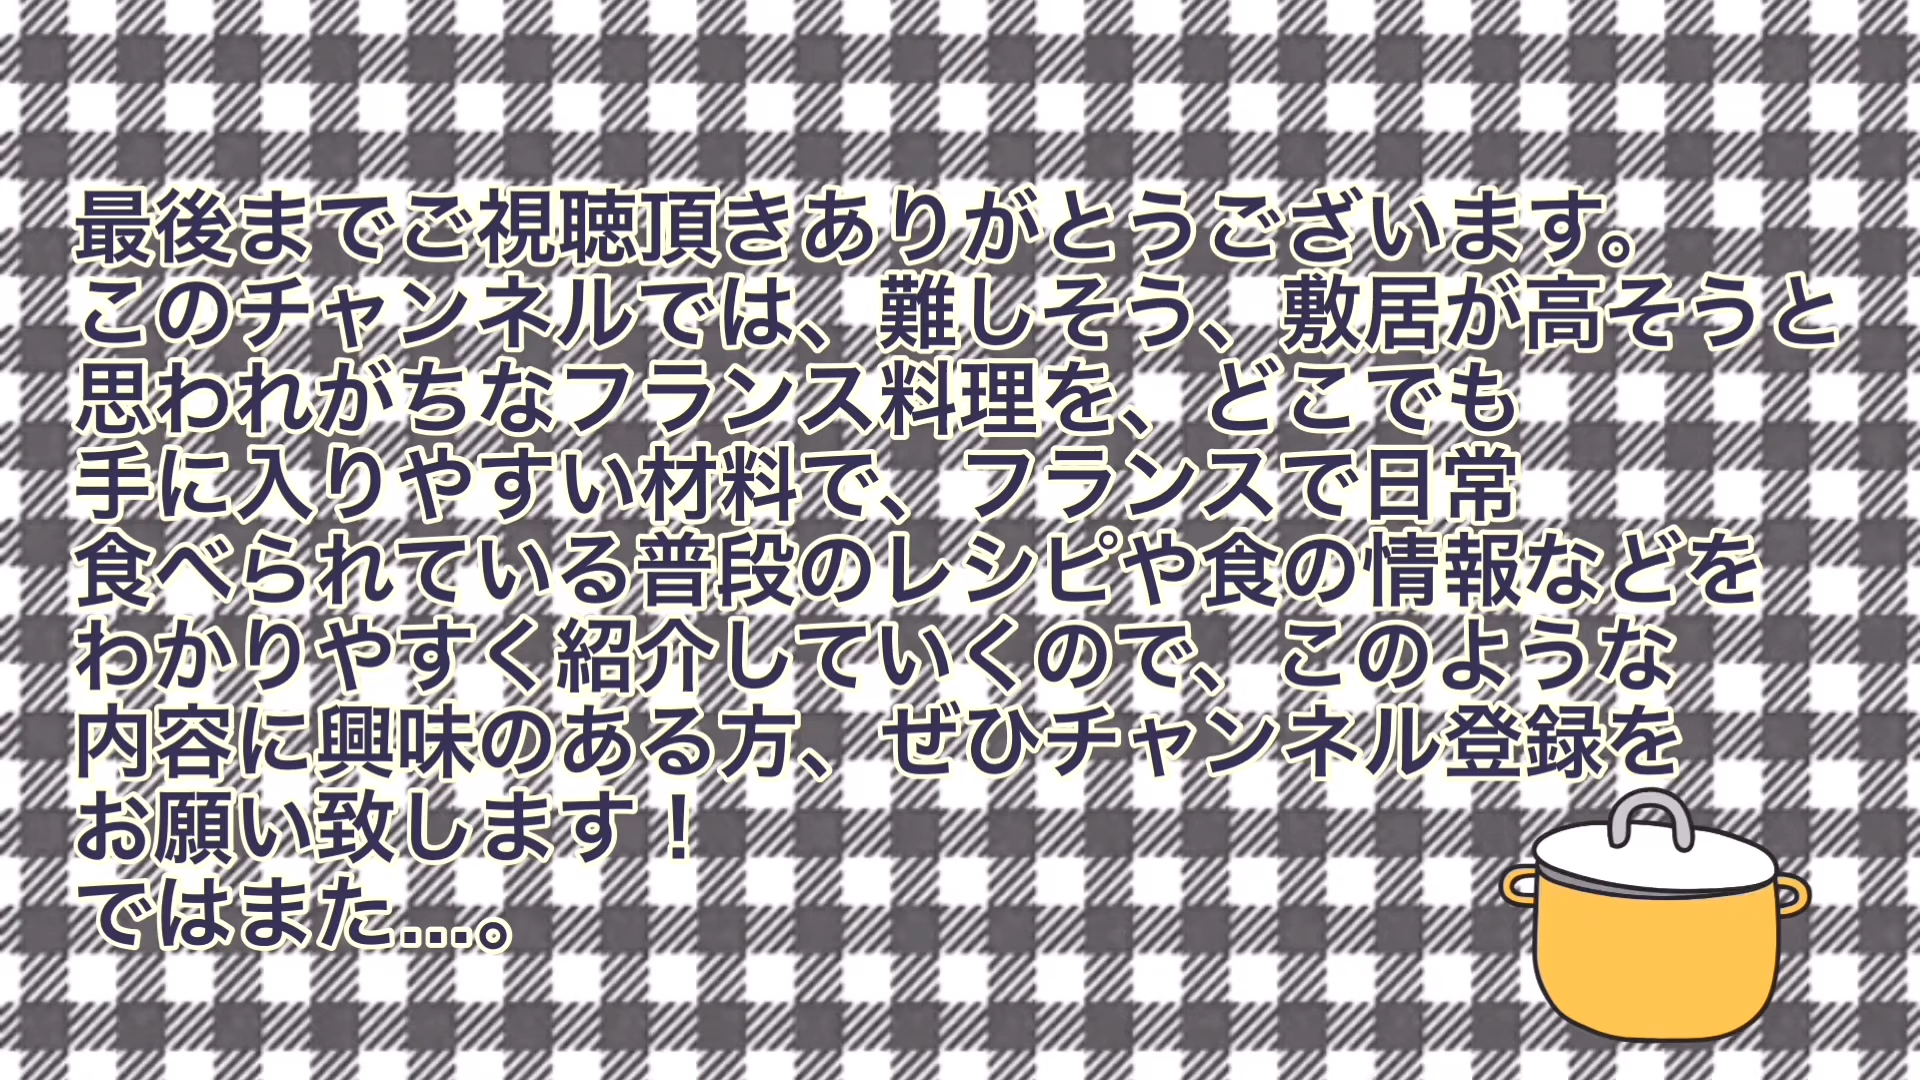 最後までご視聴頂きありがとうございます。
このチャンネルでは、難しそう、敷居が高そうと
思われがちなフランス料理を、どこでも
手に入りやすい材料で、フランスで日常
食べられている普段のレシピや食の情報などを
わかりやすく紹介していくので、このような
内容に興味のある方、ぜひチャンネル登録を
お願い致します！
ではまた...。